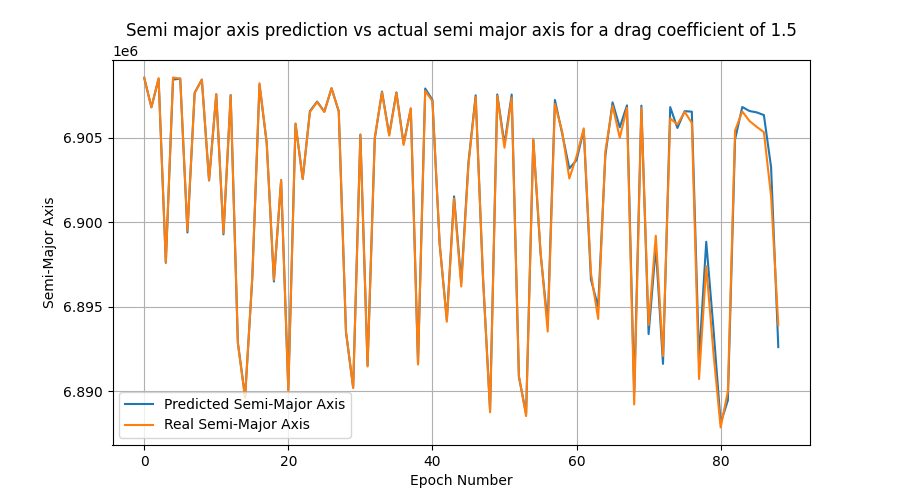 Semi major axis prediction vs actual semi major axis for a drag coefficient of 1.5
1e6
6.905
6.900
6.895
6.890
Semi-Major Axis
Predicted Semi-Major Axis
Real Semi-Major Axis
0 20 40 60 80
Epoch Number